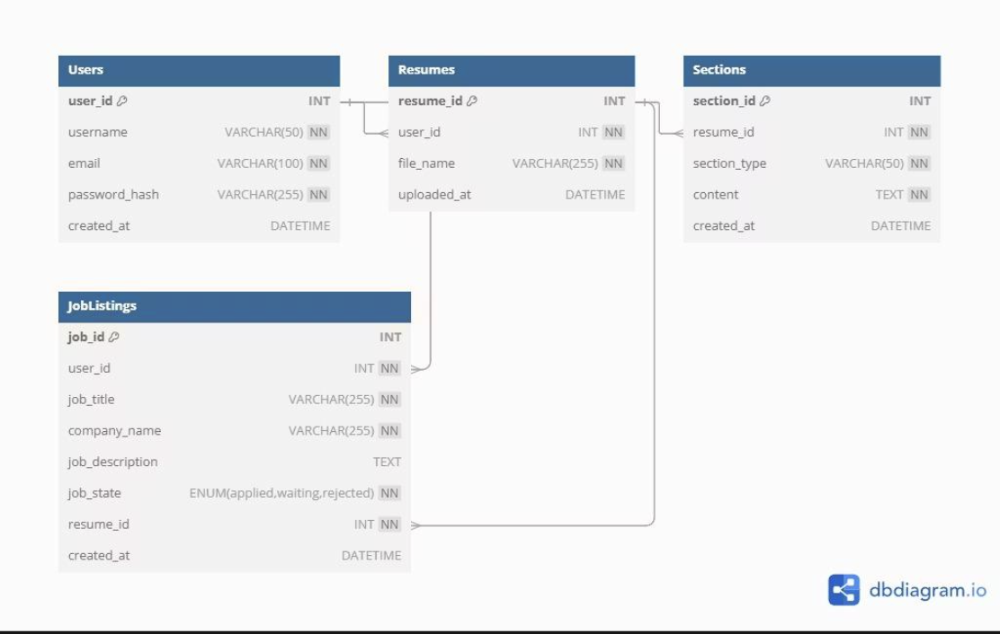 Users
user_id INT
username VARCHAR(50) NN
email VARCHAR(100) NN
password_hash VARCHAR(255) NN
created_at DATETIME
Resumes
resume_id INT
user_id INT NN
file_name VARCHAR(255) NN
uploaded_at DATETIME
Sections
section_id INT
resume_id INT NN
section_type VARCHAR(50) NN
content TEXT NN
created_at DATETIME
JobListings
job_id INT
user_id INT NN
job_title VARCHAR(255) NN
company_name VARCHAR(255) NN
job_description TEXT
job_state ENUM(applied,waiting,rejected) NN
resume_id INT NN
created_at DATETIME
dbdiagram.io